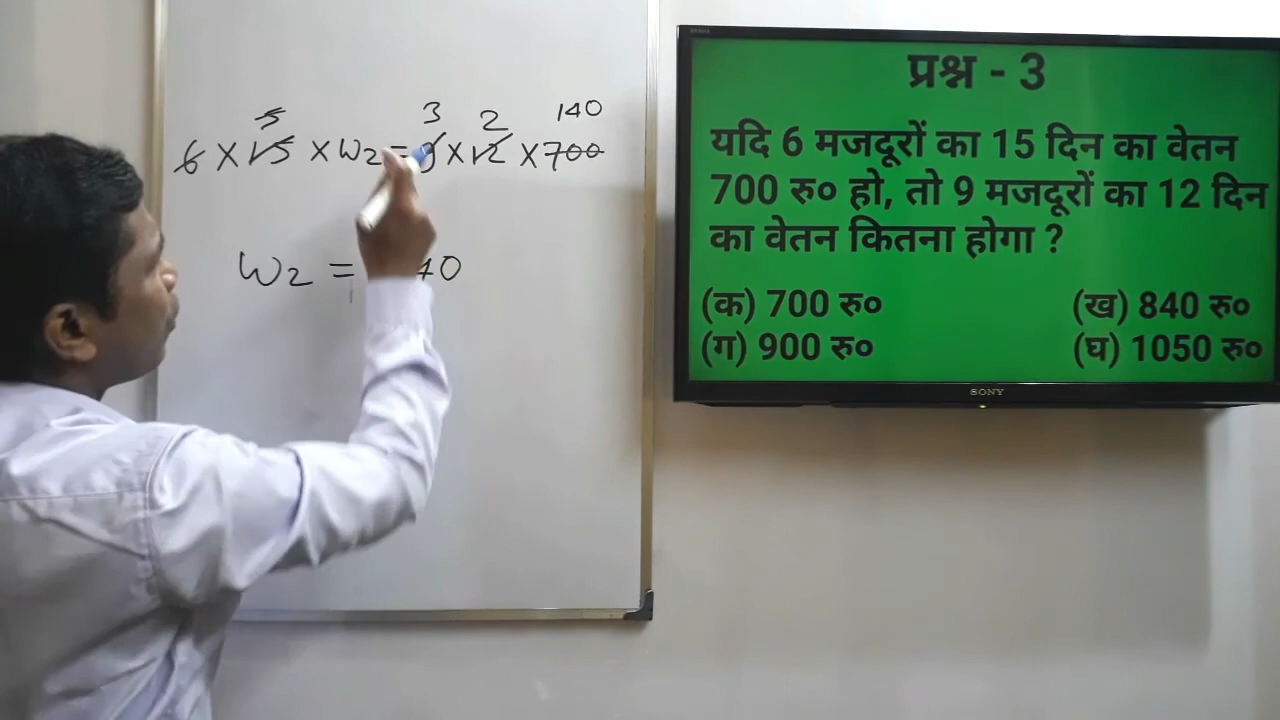 5 3 2 140
6 X 15 X W2 = 9 X 12 X 700
W2 = 40
प्रश्न - 3
यदि 6 मजदूरों का 15 दिन का वेतन
700 रु० हो, तो 9 मजदूरों का 12 दिन
का वेतन कितना होगा ?
(क) 700 रु० (ख) 840 रु०
(ग) 900 रु० (घ) 1050 रु०
SONY